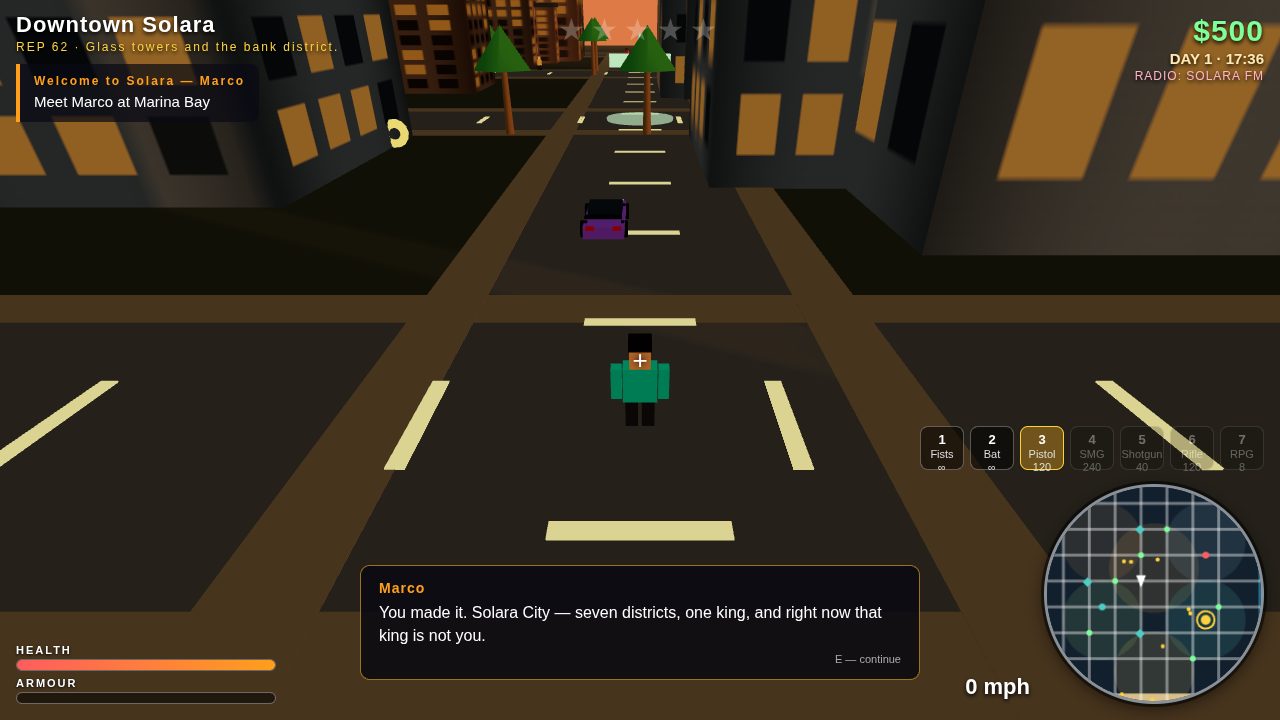 Downtown Solara
REP 62 · Glass towers and the bank district.
Welcome to Solara — Marco
Meet Marco at Marina Bay
$500
DAY 1 · 17:36
RADIO: SOLARA FM
1 2 3 4 5 6 7
Fists Bat Pistol SMG Shotgun Rifle RPG
∞ ∞ 120 240 40 120 8
Marco
You made it. Solara City — seven districts, one king, and right now that
king is not you.
E — continue
HEALTH
ARMOUR
0 mph